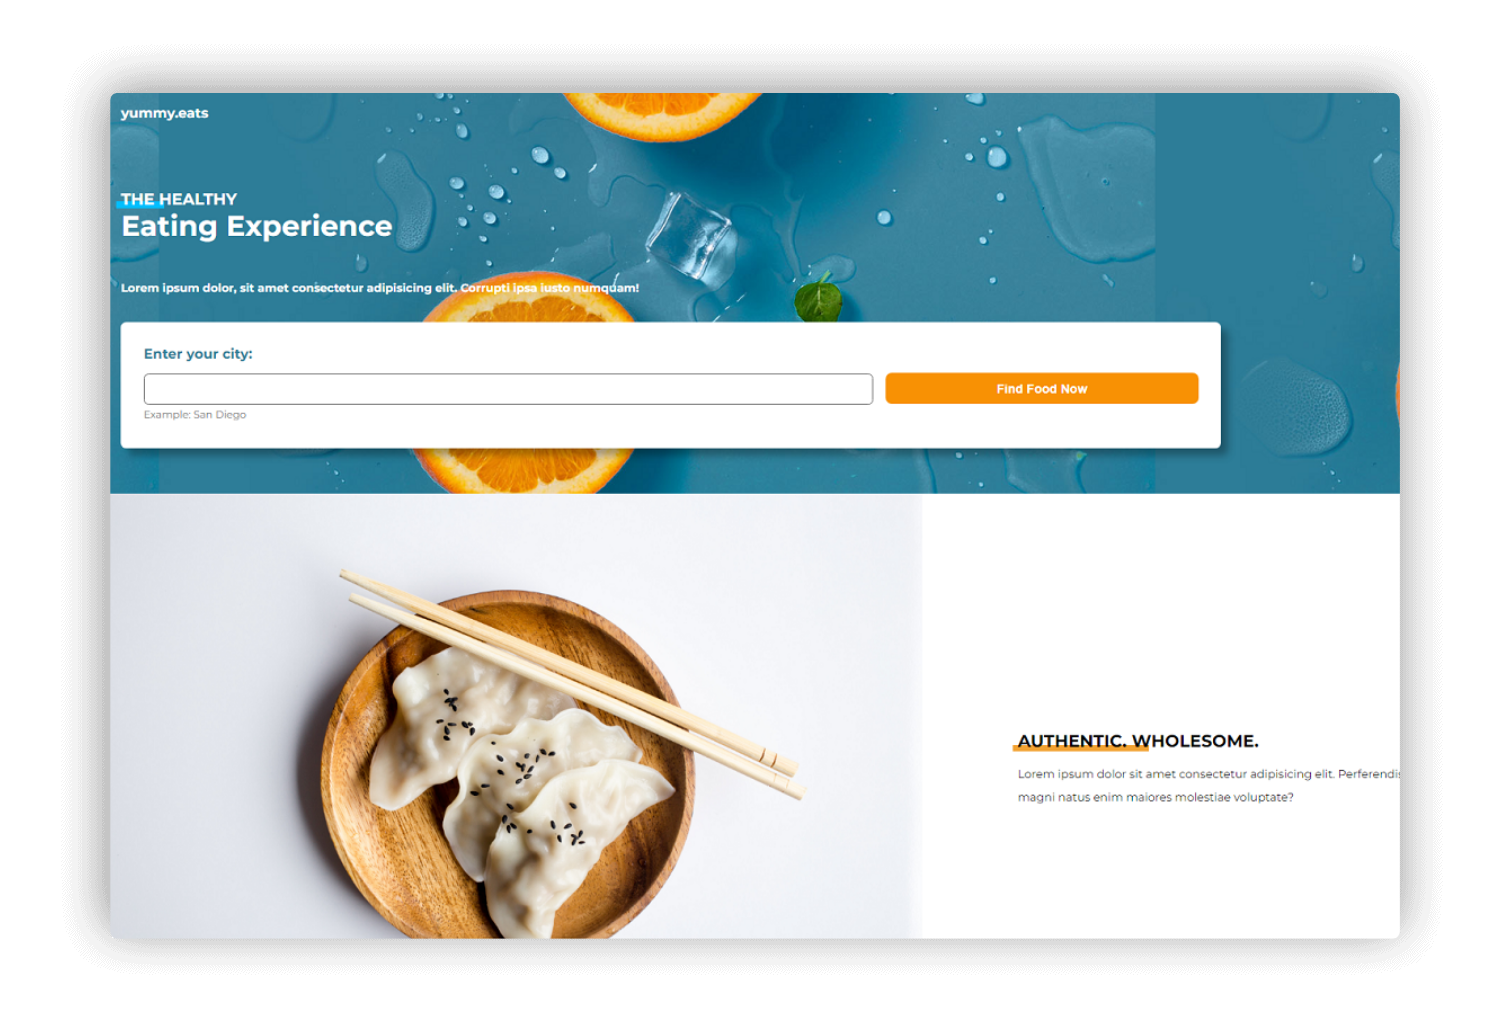 yummy.eats
THE HEALTHY
Eating Experience
Lorem ipsum dolor, sit amet consectetur adipisicing elit. Corrupti ipsa iusto numquam!
Enter your city:
Find Food Now
Example: San Diego
AUTHENTIC. WHOLESOME.
Lorem ipsum dolor sit amet consectetur adipisicing elit. Perferendis
magni natus enim maiores molestiae voluptate?